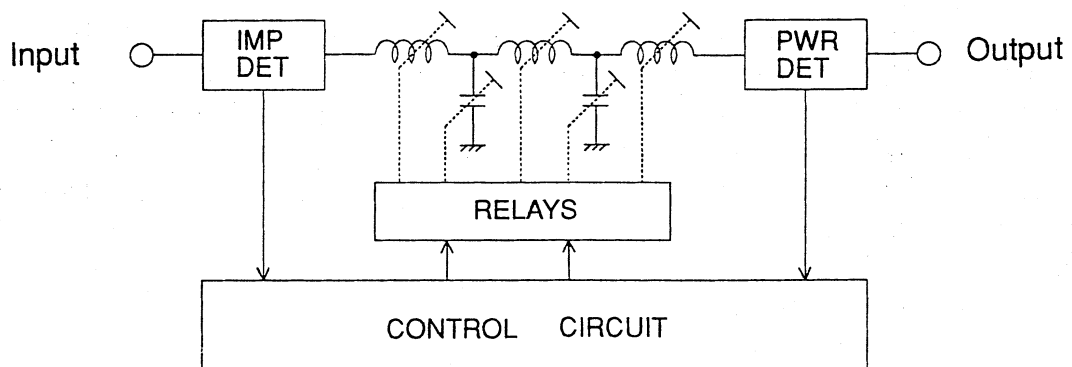 Input
IMP
DET
PWR
DET
Output
RELAYS
CONTROL CIRCUIT